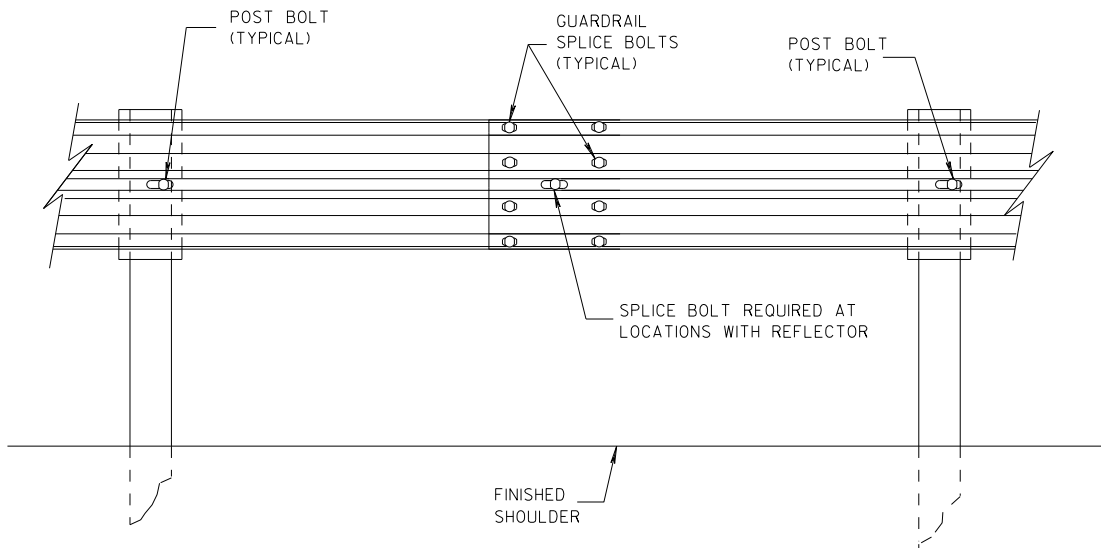 POST BOLT
(TYPICAL)
GUARDRAIL
SPLICE BOLTS
(TYPICAL)
POST BOLT
(TYPICAL)
SPLICE BOLT REQUIRED AT
LOCATIONS WITH REFLECTOR
FINISHED
SHOULDER